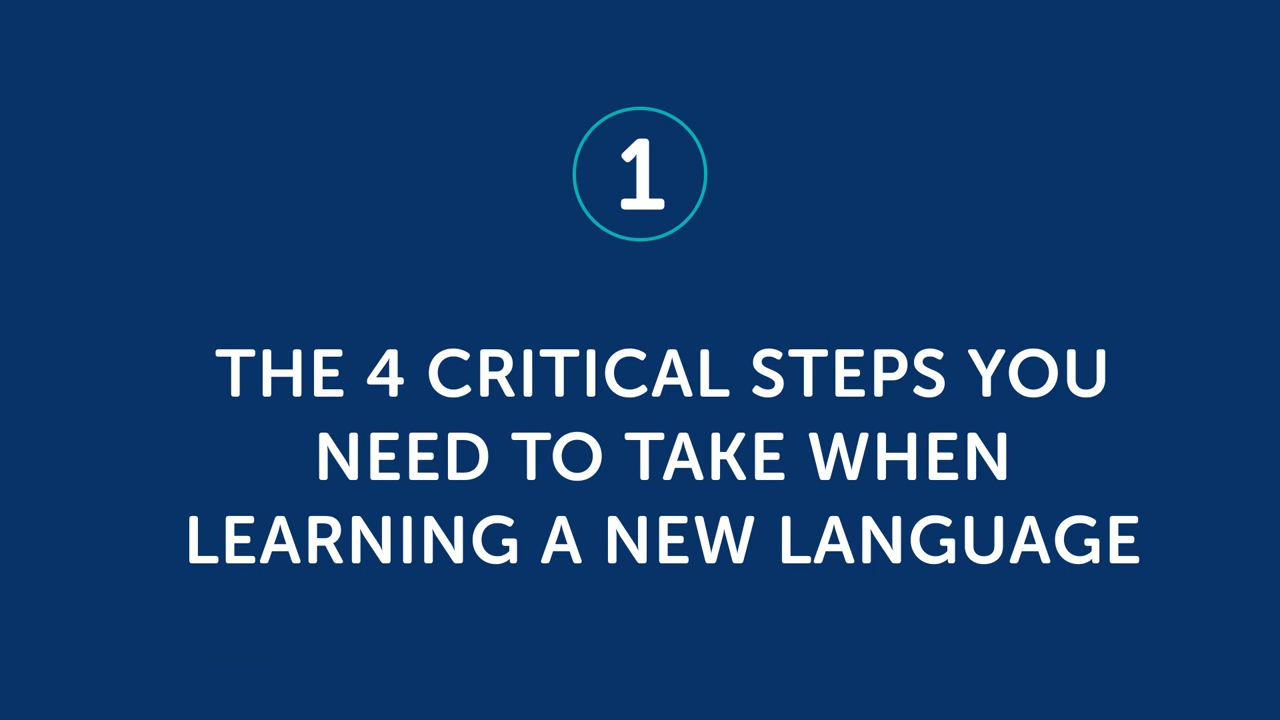 1
THE 4 CRITICAL STEPS YOU
NEED TO TAKE WHEN
LEARNING A NEW LANGUAGE